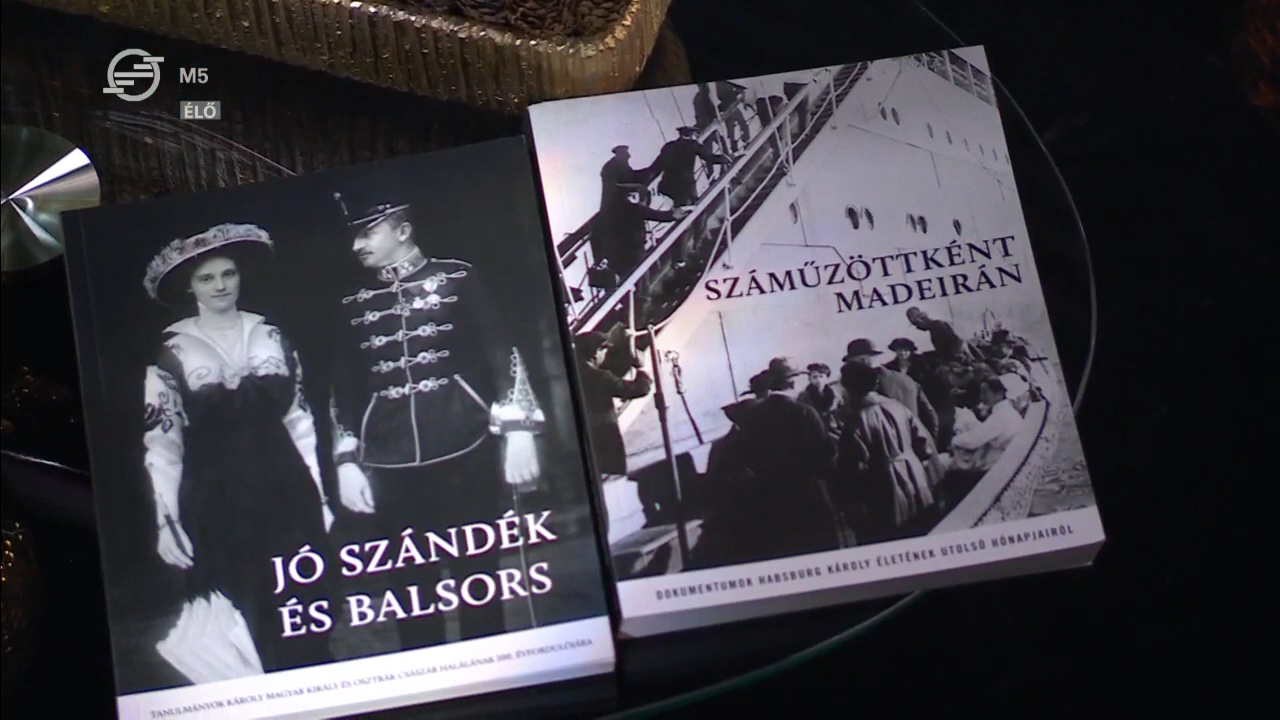 M5
ÉLŐ
JÓ SZÁNDÉK
ÉS BALSORS
TANULMÁNYOK KÁROLY MAGYAR KIRÁLY ÉS OSZTRÁK CSÁSZÁR HALÁLÁNAK 100. ÉVFORDULÓJÁRA
SZÁMŰZÖTTKÉNT
MADEIRÁN
DOKUMENTUMOK HABSBURG KÁROLY ÉLETÉNEK UTOLSÓ HÓNAPJAIRÓL